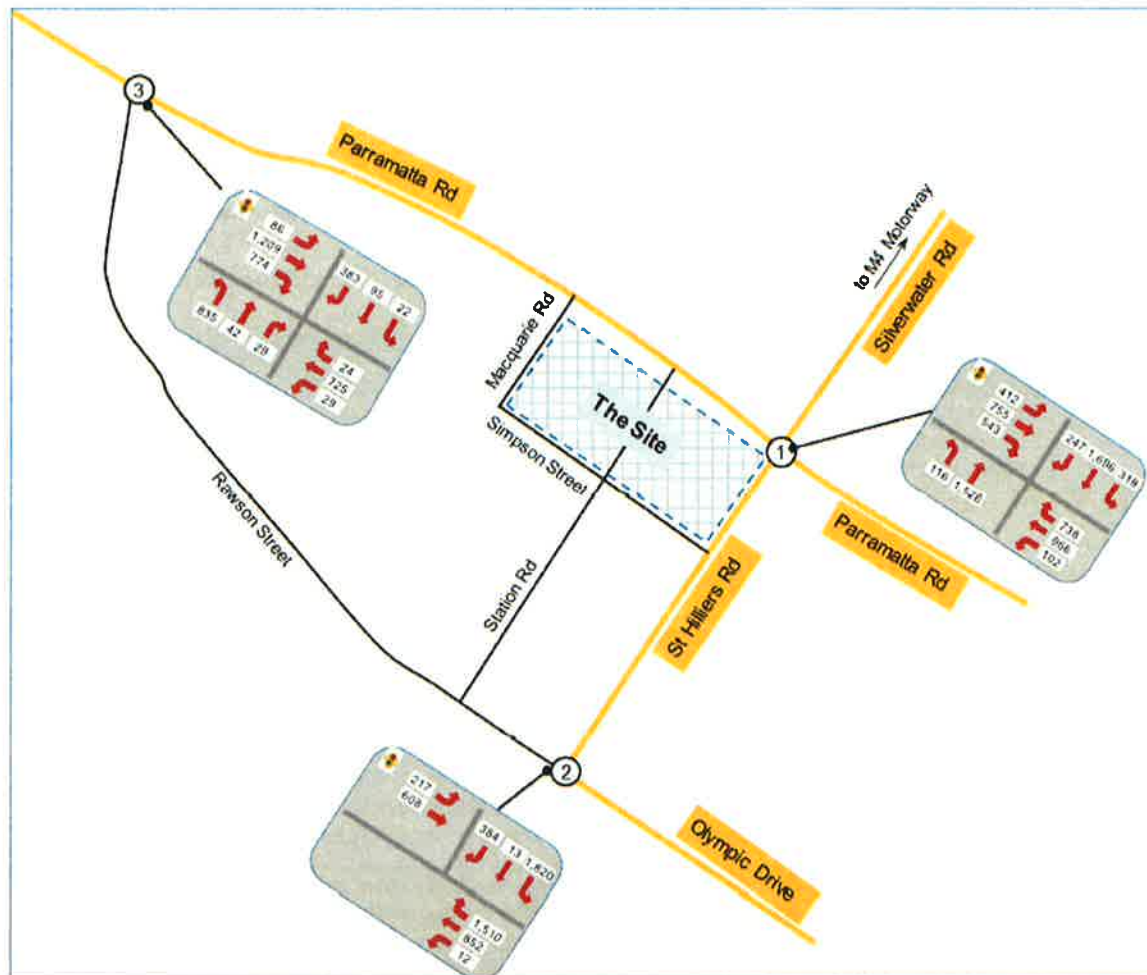 3
Parramatta Rd
to M4 Motorway
Silverwater Rd
86
1,209
774
383 95 22
835 42 29
24
725
29
Macquarie Rd
The Site
Simpson Street
1
412
755
543
247 1,696 318
116 1,526
738
966
102
Parramatta Rd
Rawson Street
Station Rd
St Hilliers Rd
2
217
608
384 13 1,620
1,510
852
12
Olympic Drive